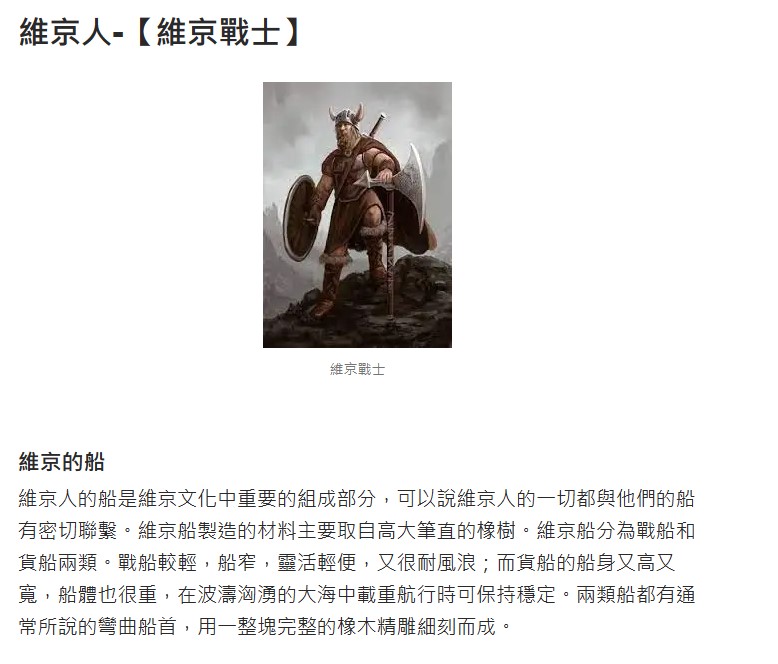 維京人-【維京戰士】
維京戰士
維京的船
維京人的船是維京文化中重要的組成部分，可以說維京人的一切都與他們的船
有密切聯繫。維京船製造的材料主要取自高大筆直的橡樹。維京船分為戰船和
貨船兩類。戰船較輕，船窄，靈活輕便，又很耐風浪；而貨船的船身又高又
寬，船體也很重，在波濤洶湧的大海中載重航行時可保持穩定。兩類船都有通
常所說的彎曲船首，用一整塊完整的橡木精雕細刻而成。